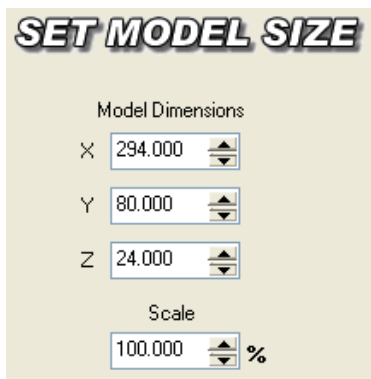 SET MODEL SIZE
Model Dimensions
X 294.000
Y 80.000
Z 24.000
Scale
100.000 %